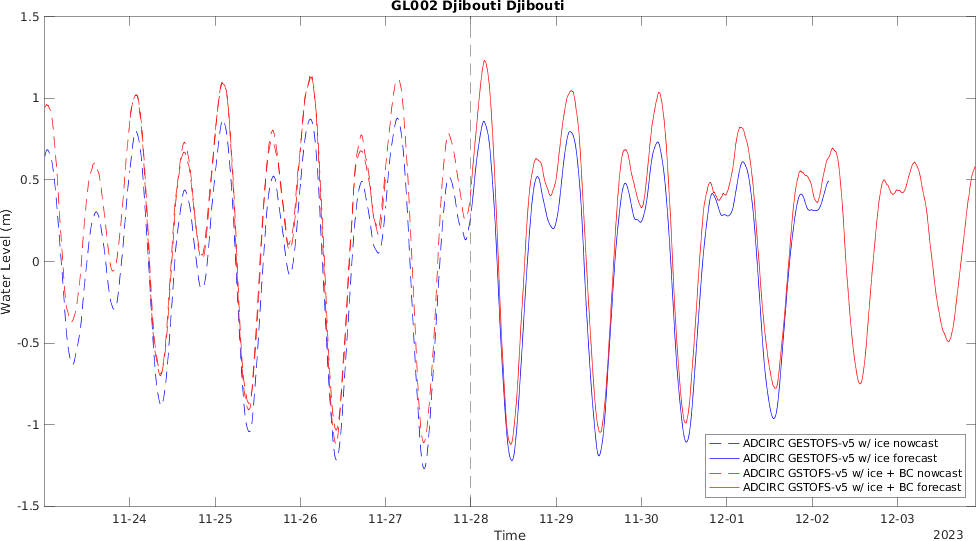 GL002 Djibouti Djibouti
1.5
1
0.5
0
-0.5
-1
-1.5
Water Level (m)
11-24
11-25
11-26
11-27
11-28
11-29
11-30
12-01
12-02
12-03
Time
2023
ADCIRC GESTOFS-v5 w/ ice nowcast
ADCIRC GESTOFS-v5 w/ ice forecast
ADCIRC GSTOFS-v5 w/ ice + BC nowcast
ADCIRC GSTOFS-v5 w/ ice + BC forecast